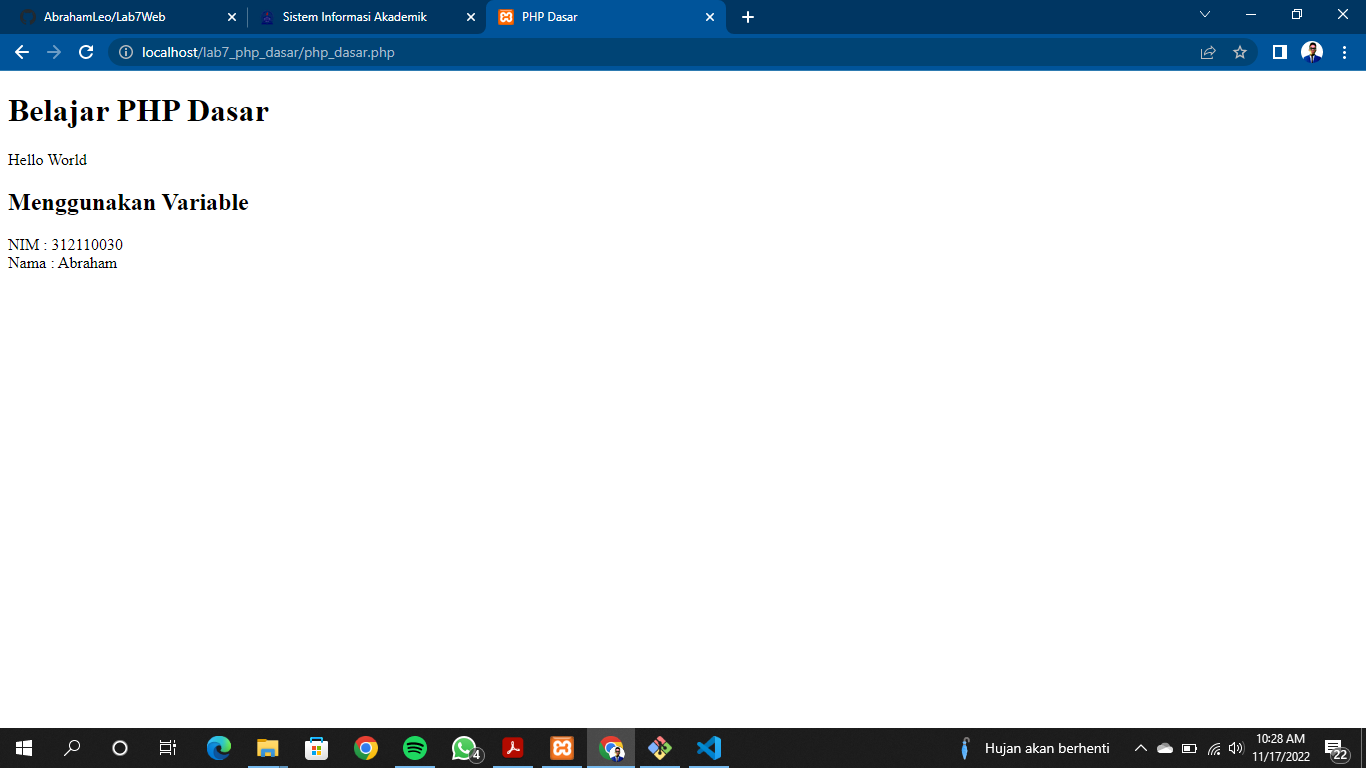 AbrahamLeo/Lab7Web
Sistem Informasi Akademik
PHP Dasar
localhost/lab7_php_dasar/php_dasar.php
Belajar PHP Dasar
Hello World
Menggunakan Variable
NIM : 312110030
Nama : Abraham
4
Hujan akan berhenti
10:28 AM
11/17/2022
22